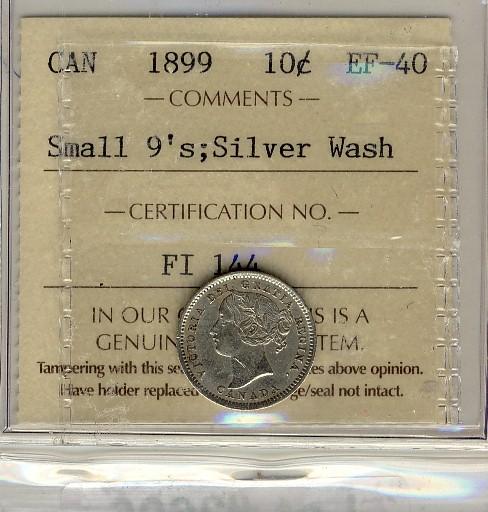 CAN 1899 10¢ EF-40
— COMMENTS —
Small 9's;Silver Wash
— CERTIFICATION NO. —
FI 144
IN OUR IS A
GENUIN TEM.
Tampering with this se es above opinion.
Have holder replaced ge/seal not intact.
VICTORIA DEI GRATIA REGINA.
CANADA